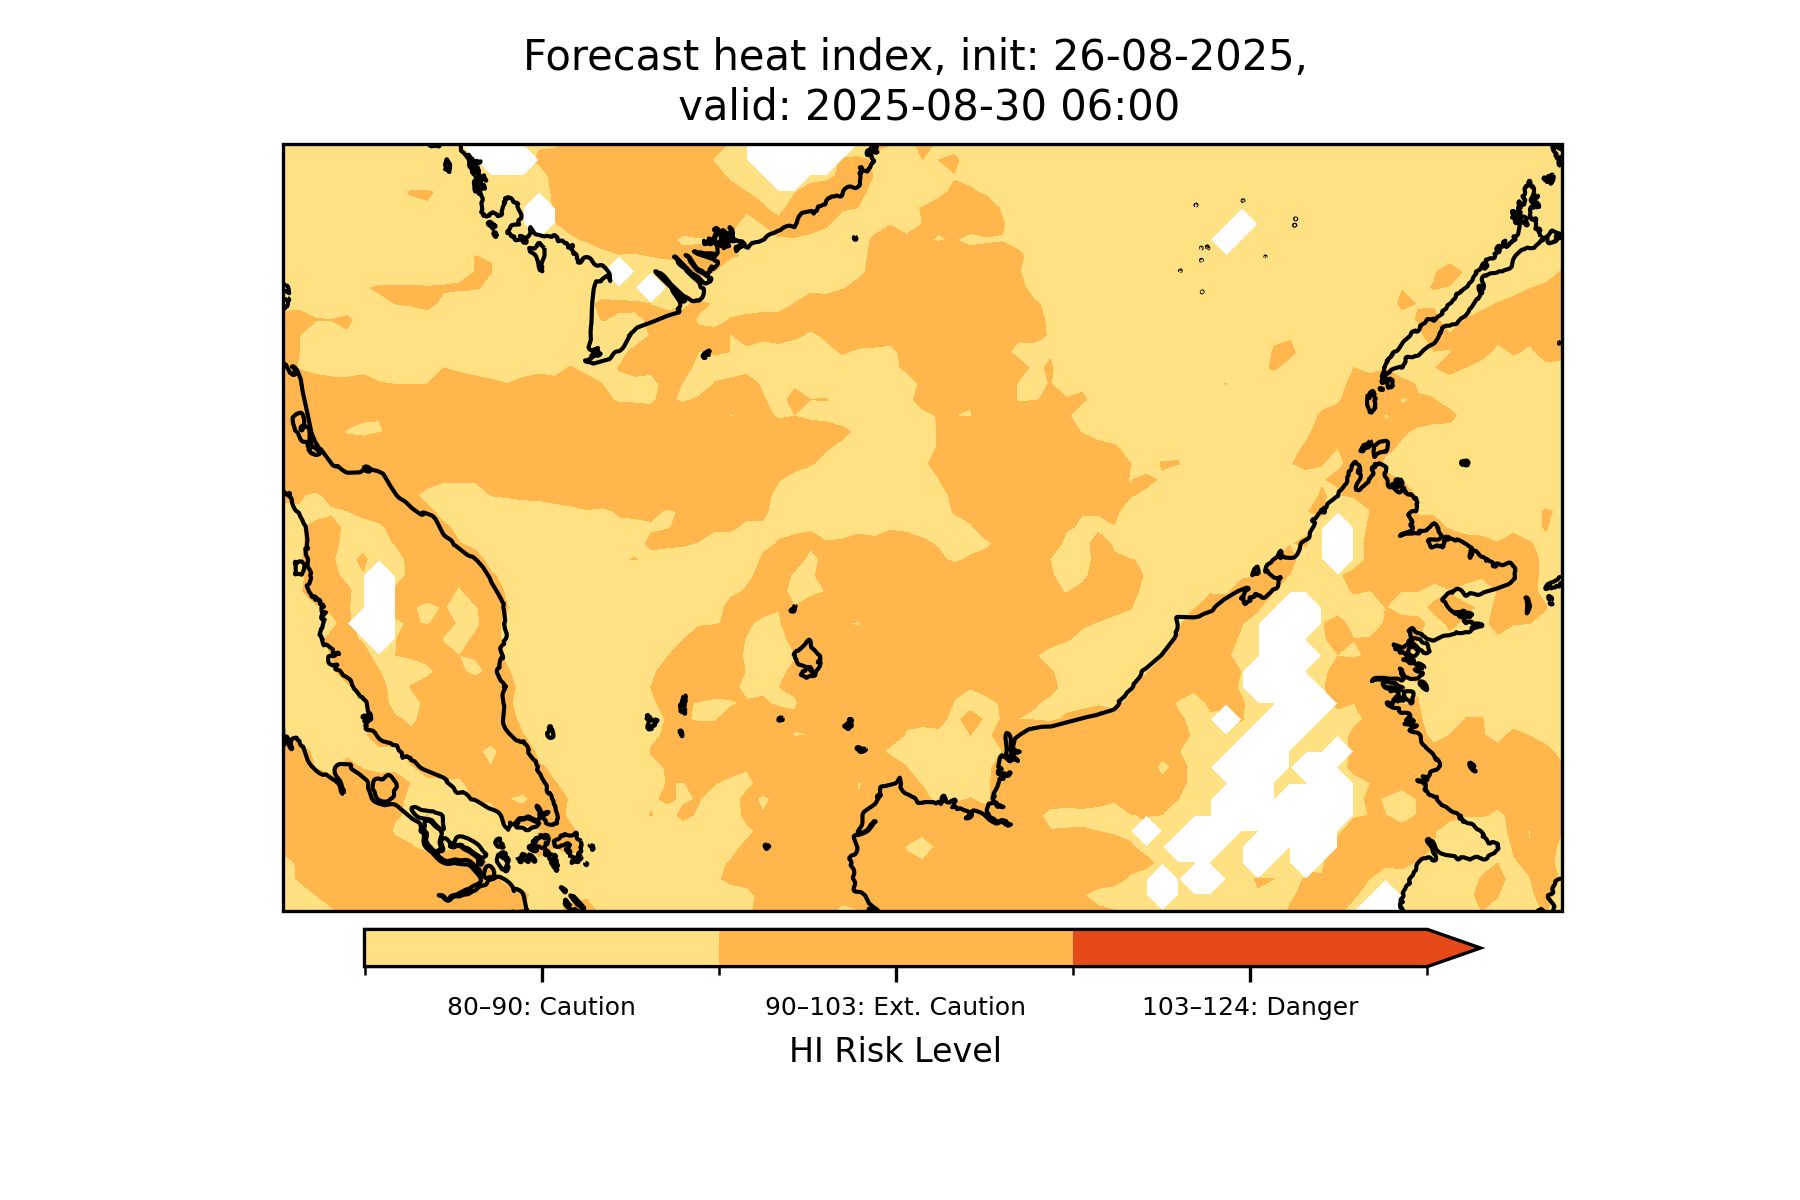 Forecast heat index, init: 26-08-2025,
valid: 2025-08-30 06:00
80–90: Caution
90–103: Ext. Caution
103–124: Danger
HI Risk Level